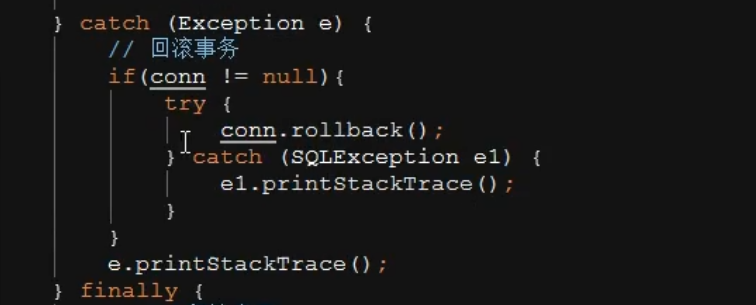 } catch (Exception e) {
// 回滚事务
if(conn != null){
try {
conn.rollback();
} catch (SQLException e1) {
e1.printStackTrace();
}
}
e.printStackTrace();
} finally {